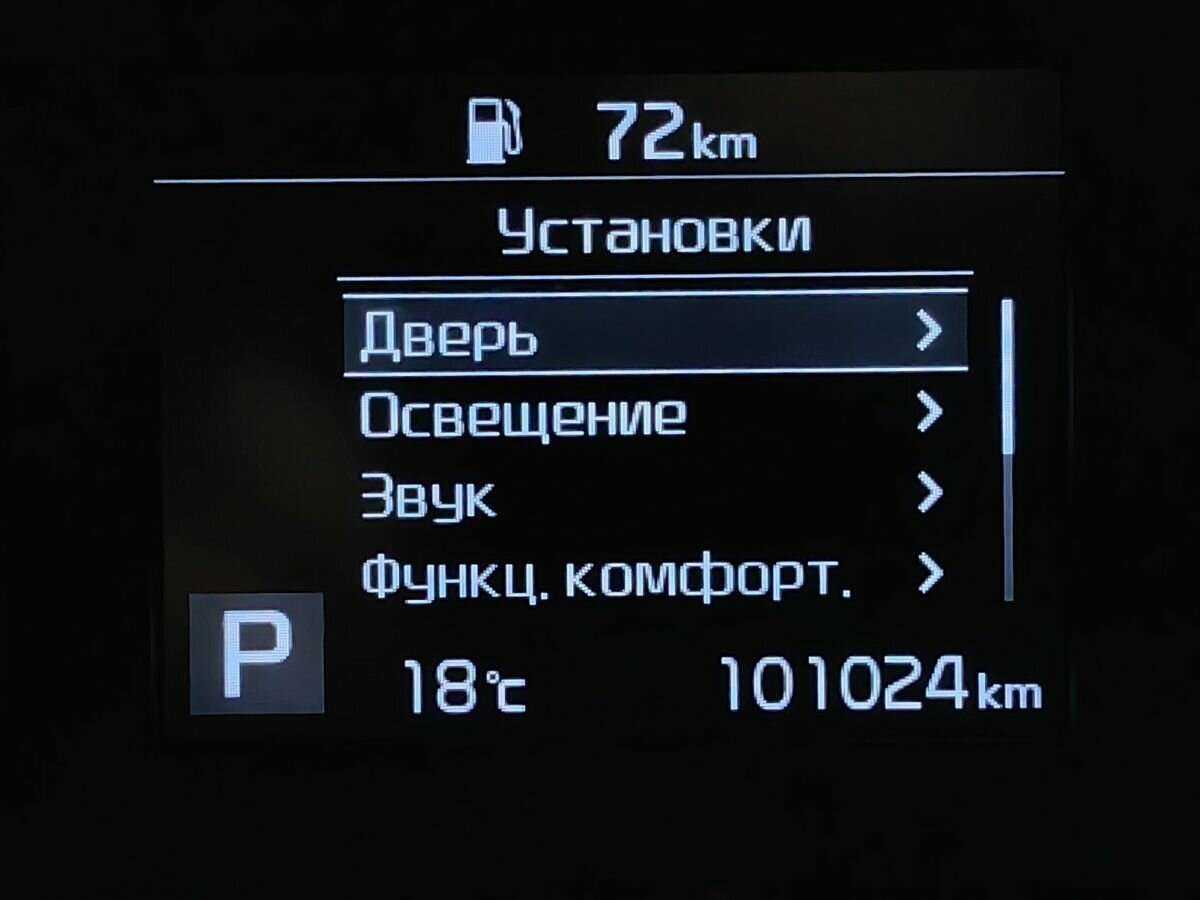 72km
Установки
Дверь
Освещение
Звук
Функц. комфорт.
P
18°C 101024km